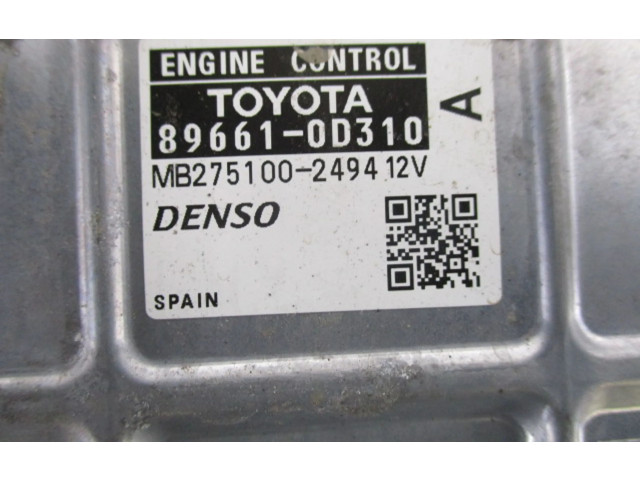 ENGINE CONTROL
TOYOTA
89661-0D310
A
MB275100-2494 12V
DENSO
SPAIN